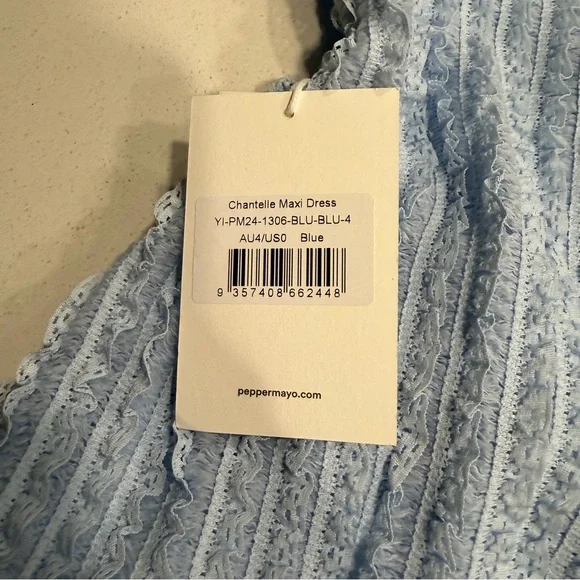 Chantelle Maxi Dress
YI-PM24-1306-BLU-BLU-4
AU4/US0 Blue
9 357408 662448
peppermayo.com